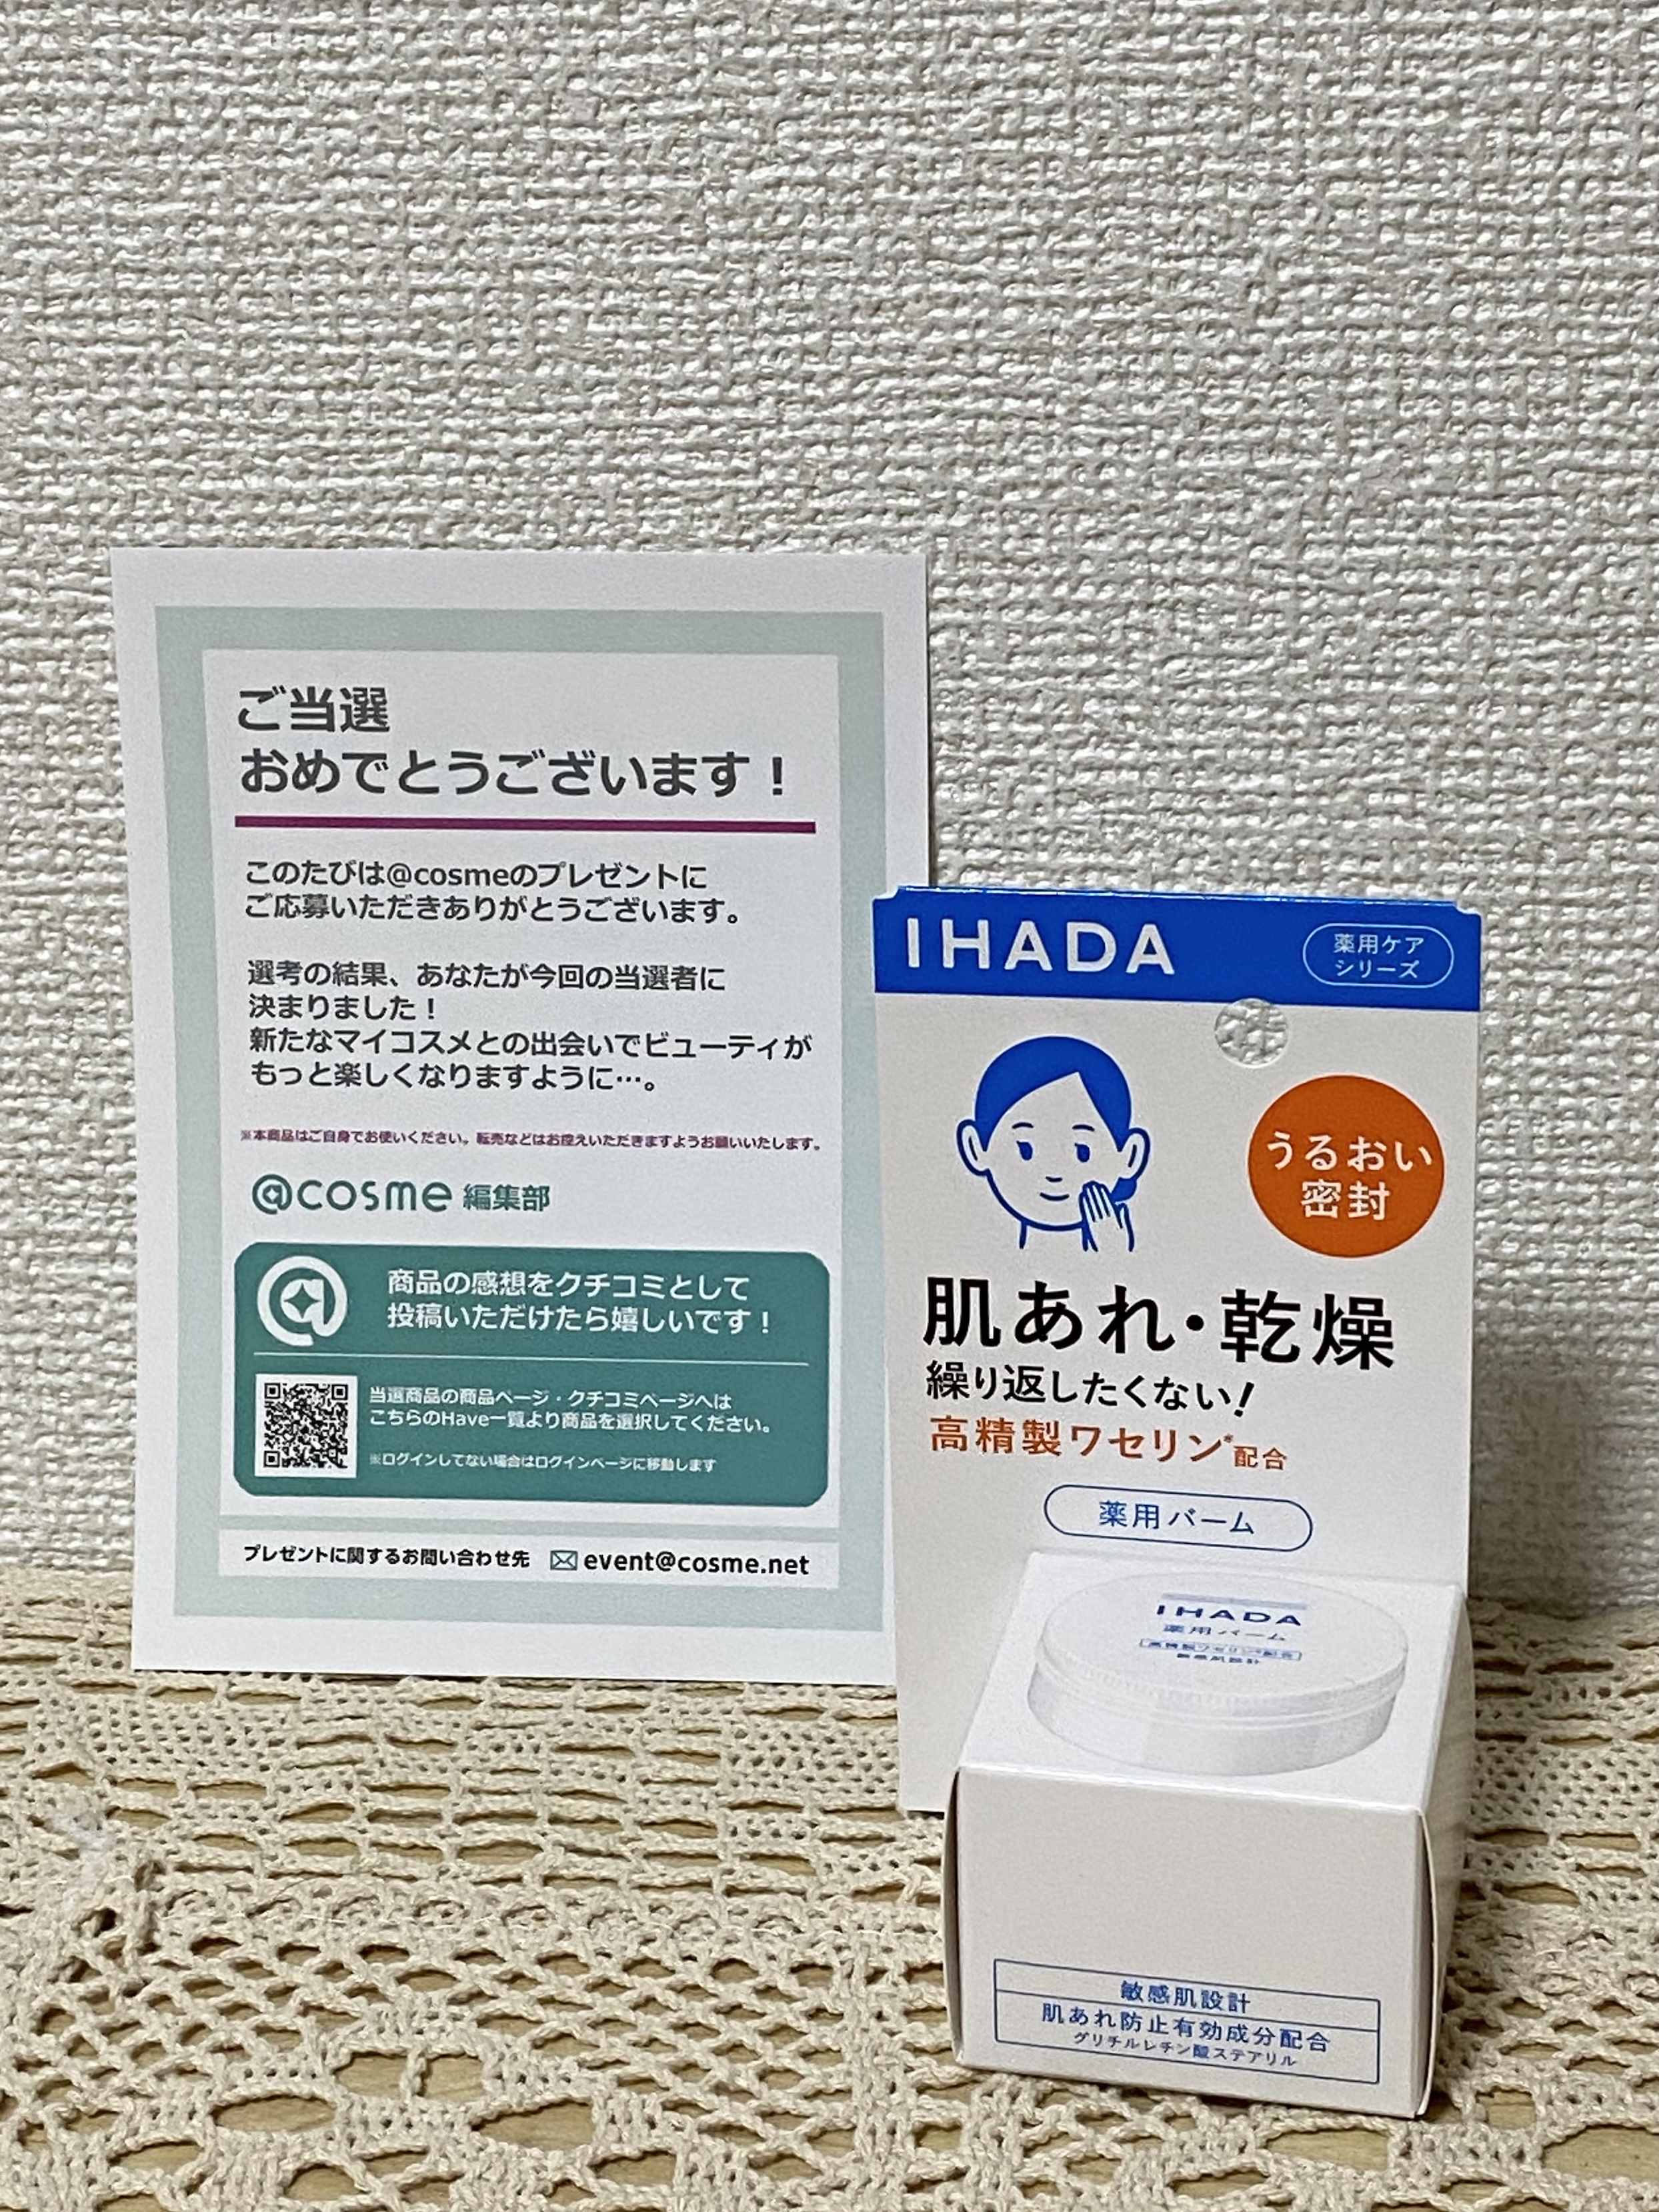 ご当選
おめでとうございます！
このたびは@cosmeのプレゼントに
ご応募いただきありがとうございます。
選考の結果、あなたが今回の当選者に
決まりました！
新たなマイコスメとの出会いでビューティが
もっと楽しくなりますように…。
※本商品はご自身でお使いください。転売などはお控えいただきますようお願いいたします。
@cosme 編集部
商品の感想をクチコミとして
投稿いただけたら嬉しいです！
当選商品の商品ページ・クチコミページへは
こちらのHave一覧より商品を選択してください。
※ログインしてない場合はログインページに移動します
プレゼントに関するお問い合わせ先 event@cosme.net
IHADA
薬用ケア
シリーズ
うるおい
密封
肌あれ・乾燥
繰り返したくない！
高精製ワセリン*配合
薬用バーム
IHADA
薬用バーム
高精製ワセリン*配合
敏感肌設計
敏感肌設計
肌あれ防止有効成分配合
グリチルレチン酸ステアリル